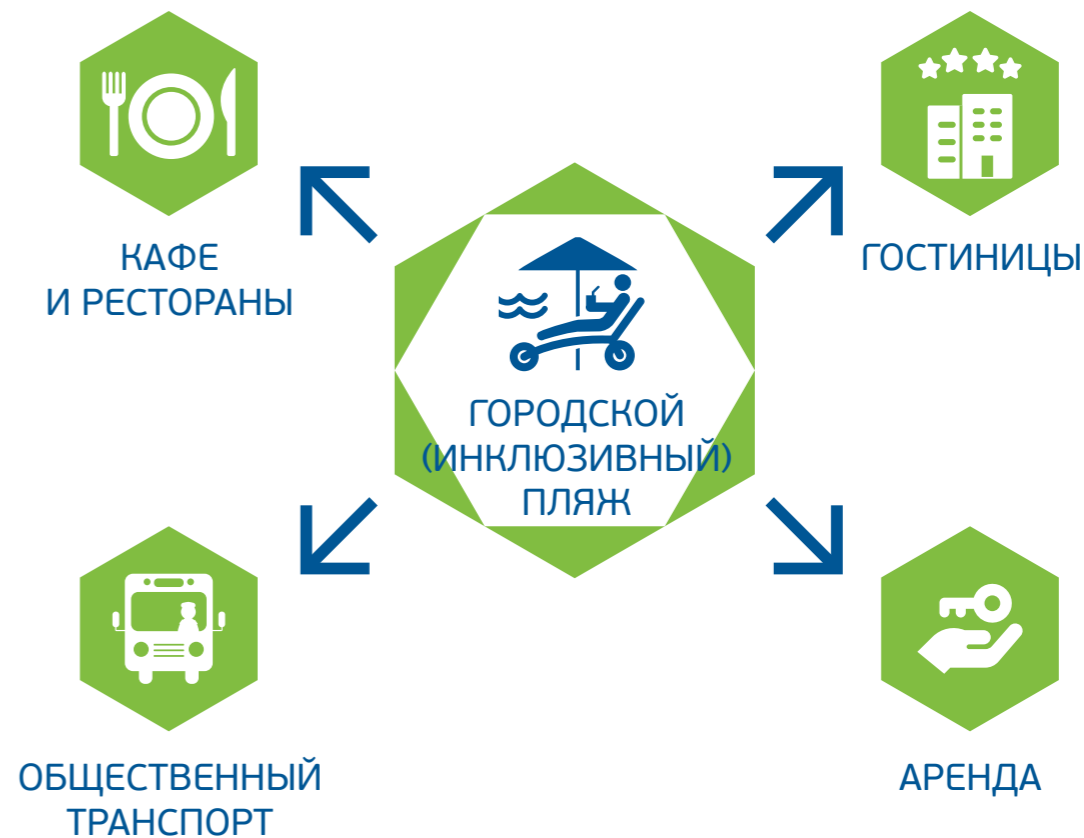 КАФЕ
И РЕСТОРАНЫ
ГОСТИНИЦЫ
ГОРОДСКОЙ
(ИНКЛЮЗИВНЫЙ)
ПЛЯЖ
ОБЩЕСТВЕННЫЙ
ТРАНСПОРТ
АРЕНДА